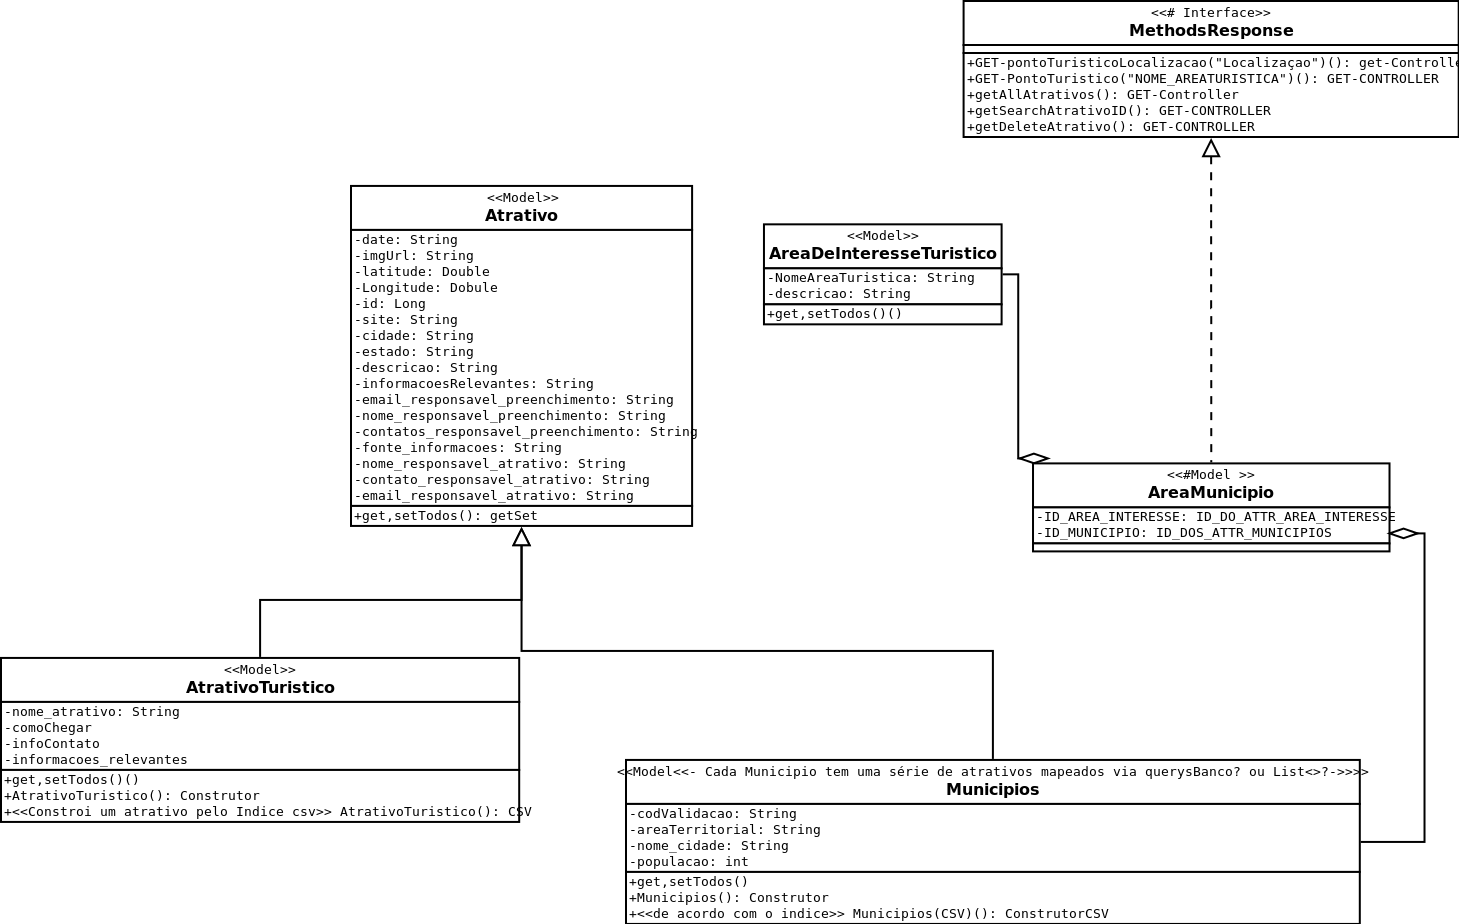 <<# Interface>>
MethodsResponse
+GET-pontoTuristicoLocalizacao("Localizaçao")(): get-Controlle
+GET-PontoTuristico("NOME_AREATURISTICA")(): GET-CONTROLLER
+getAllAtrativos(): GET-Controller
+getSearchAtrativoID(): GET-CONTROLLER
+getDeleteAtrativo(): GET-CONTROLLER
<<Model>>
Atrativo
-date: String
-imgUrl: String
-latitude: Double
-Longitude: Dobule
-id: Long
-site: String
-cidade: String
-estado: String
-descricao: String
-informacoesRelevantes: String
-email_responsavel_preenchimento: String
-nome_responsavel_preenchimento: String
-contatos_responsavel_preenchimento: String
-fonte_informacoes: String
-nome_responsavel_atrativo: String
-contato_responsavel_atrativo: String
-email_responsavel_atrativo: String
+get,setTodos(): getSet
<<Model>>
AreaDeInteresseTuristico
-NomeAreaTuristica: String
-descricao: String
+get,setTodos()()
<<#Model >>
AreaMunicipio
-ID_AREA_INTERESSE: ID_DO_ATTR_AREA_INTERESSE
-ID_MUNICIPIO: ID_DOS_ATTR_MUNICIPIOS
<<Model>>
AtrativoTuristico
-nome_atrativo: String
-comoChegar
-infoContato
-informacoes_relevantes
+get,setTodos()()
+AtrativoTuristico(): Construtor
+<<Constroi um atrativo pelo Indice csv>> AtrativoTuristico(): CSV
<<Model<<- Cada Municipio tem uma série de atrativos mapeados via querysBanco? ou List<>?->>>>
Municipios
-codValidacao: String
-areaTerritorial: String
-nome_cidade: String
-populacao: int
+get,setTodos()
+Municipios(): Construtor
+<<de acordo com o indice>> Municipios(CSV)(): ConstrutorCSV